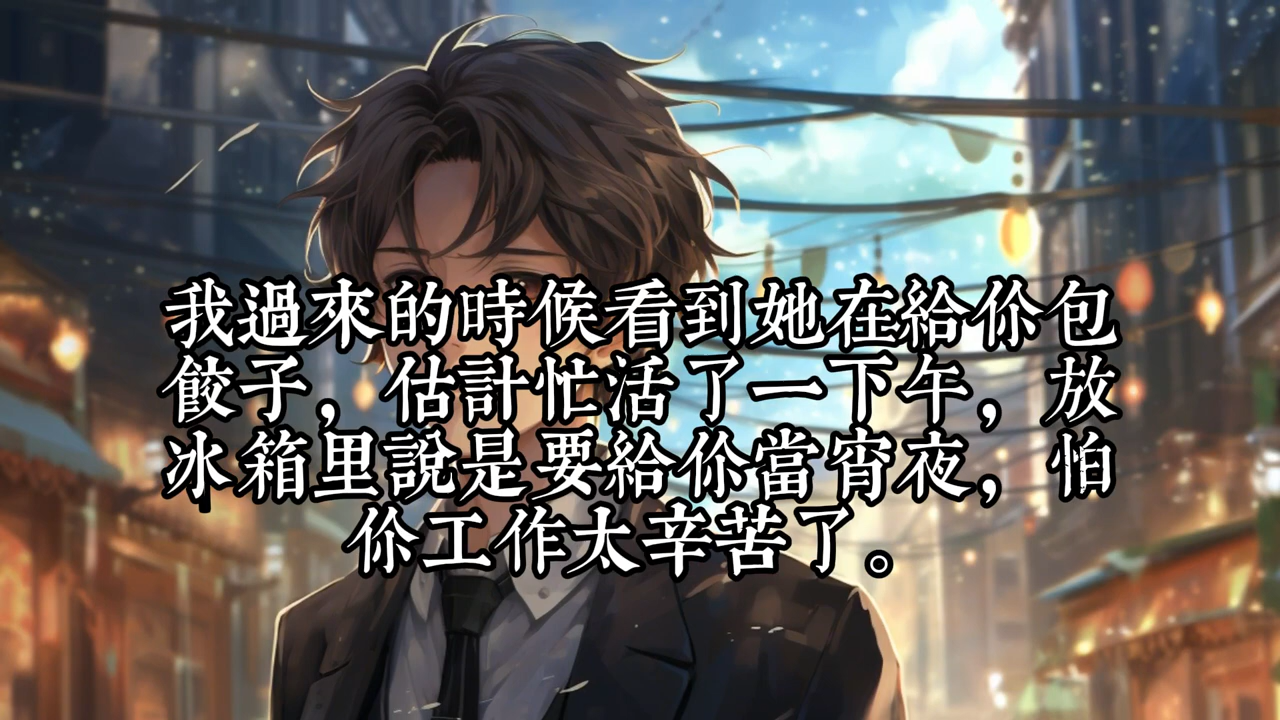 我過來的時候看到她在給你包
餃子，估計忙活了一下午，放
冰箱里說是要給你當宵夜，怕
你工作太辛苦了。